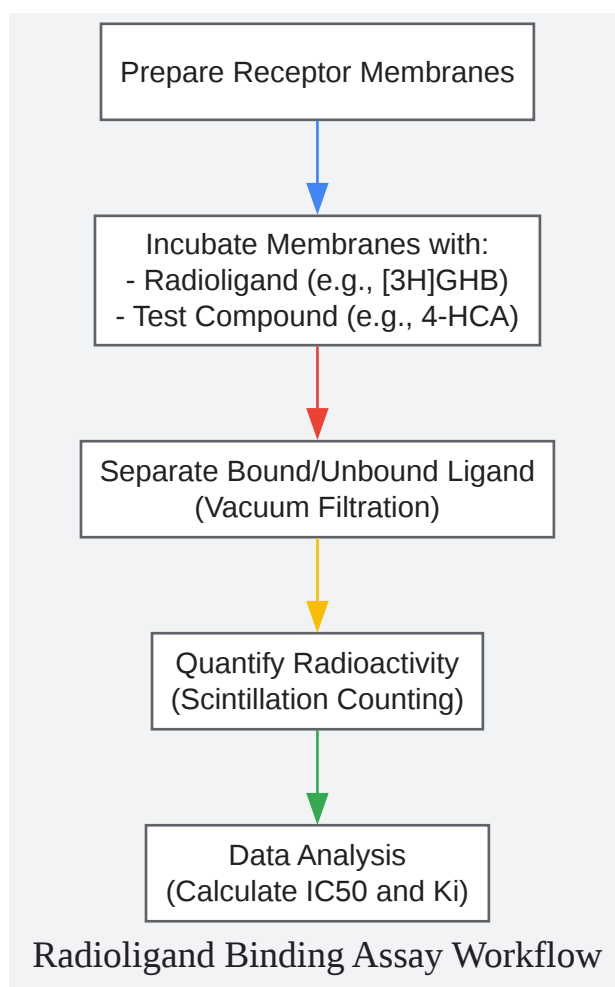 Prepare Receptor Membranes
Incubate Membranes with:
- Radioligand (e.g., [3H]GHB)
- Test Compound (e.g., 4-HCA)
Separate Bound/Unbound Ligand
(Vacuum Filtration)
Quantify Radioactivity
(Scintillation Counting)
Data Analysis
(Calculate IC50 and Ki)
Radioligand Binding Assay Workflow